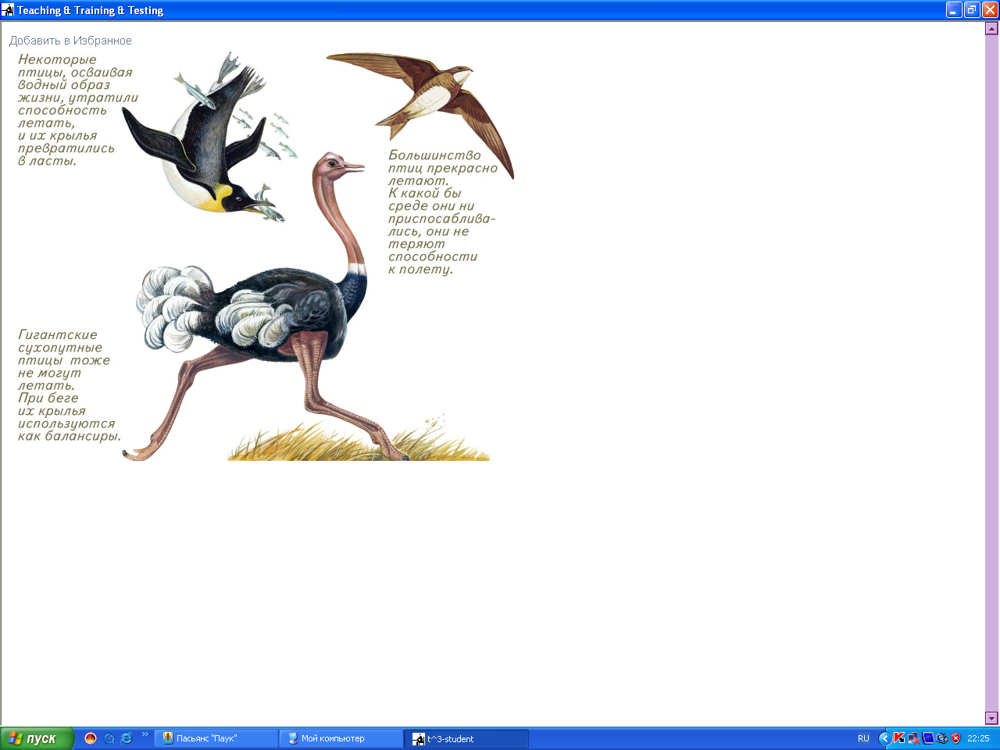 Teaching & Training & Testing
Добавить в Избранное
Некоторые
птицы, осваивая
водный образ
жизни, утратили
способность
летать,
и их крылья
превратились
в ласты.
Большинство
птиц прекрасно
летают.
К какой бы
среде они ни
приспосаблива-
лись, они не
теряют
способности
к полету.
Гигантские
сухопутные
птицы тоже
не могут
летать.
При беге
их крылья
используются
как балансиры.
пуск
Пасьянс "Паук"
Мой компьютер
t^3-student
RU
22:25